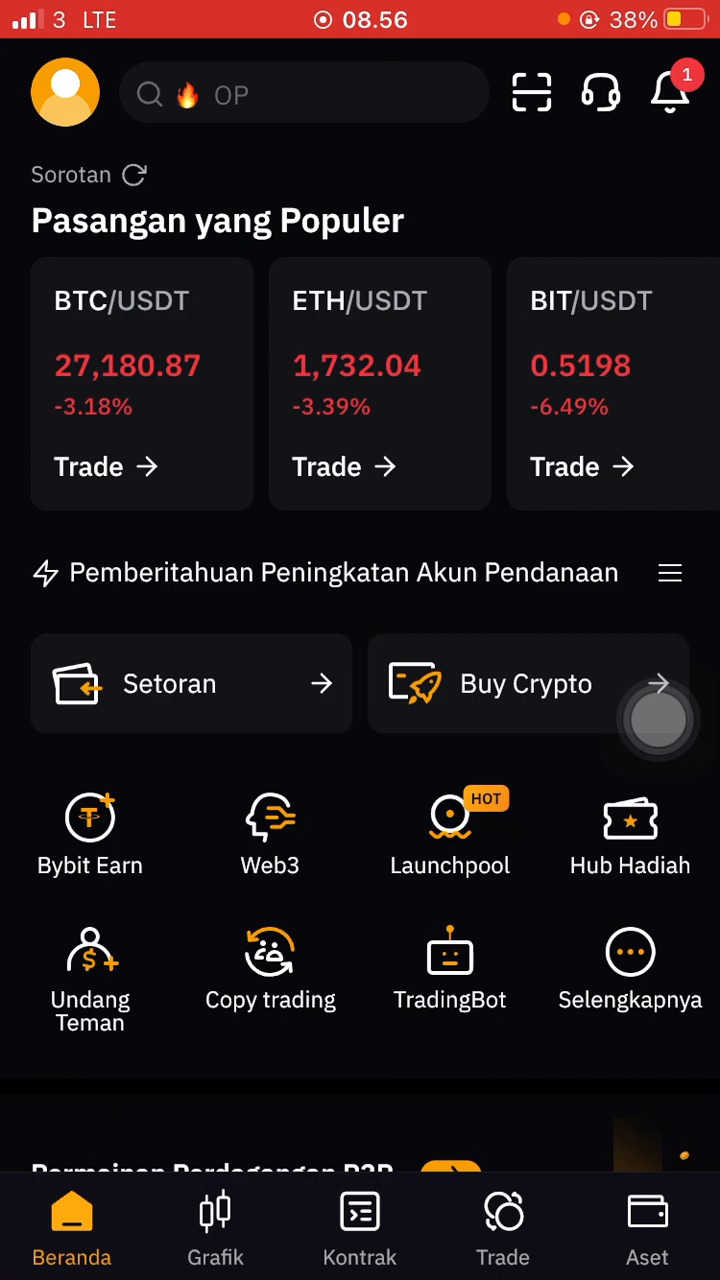 3 LTE 08.56 38%
OP
1
Sorotan
Pasangan yang Populer
BTC/USDT ETH/USDT BIT/USDT
27,180.87 1,732.04 0.5198
-3.18% -3.39% -6.49%
Trade Trade Trade
Pemberitahuan Peningkatan Akun Pendanaan
Setoran Buy Crypto
HOT
Bybit Earn Web3 Launchpool Hub Hadiah
Undang Teman Copy trading TradingBot Selengkapnya
Permainan Perdagangan P2P
Beranda Grafik Kontrak Trade Aset